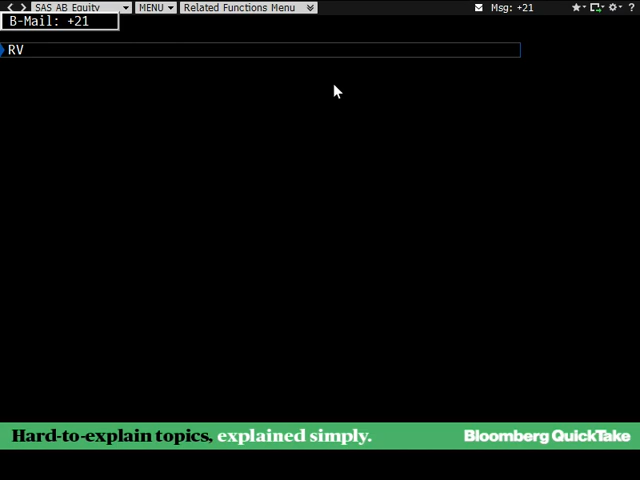 SAS AB Equity MENU Related Functions Menu Msg: +21 ?
B-Mail: +21
RV
Hard-to-explain topics, explained simply. Bloomberg QuickTake